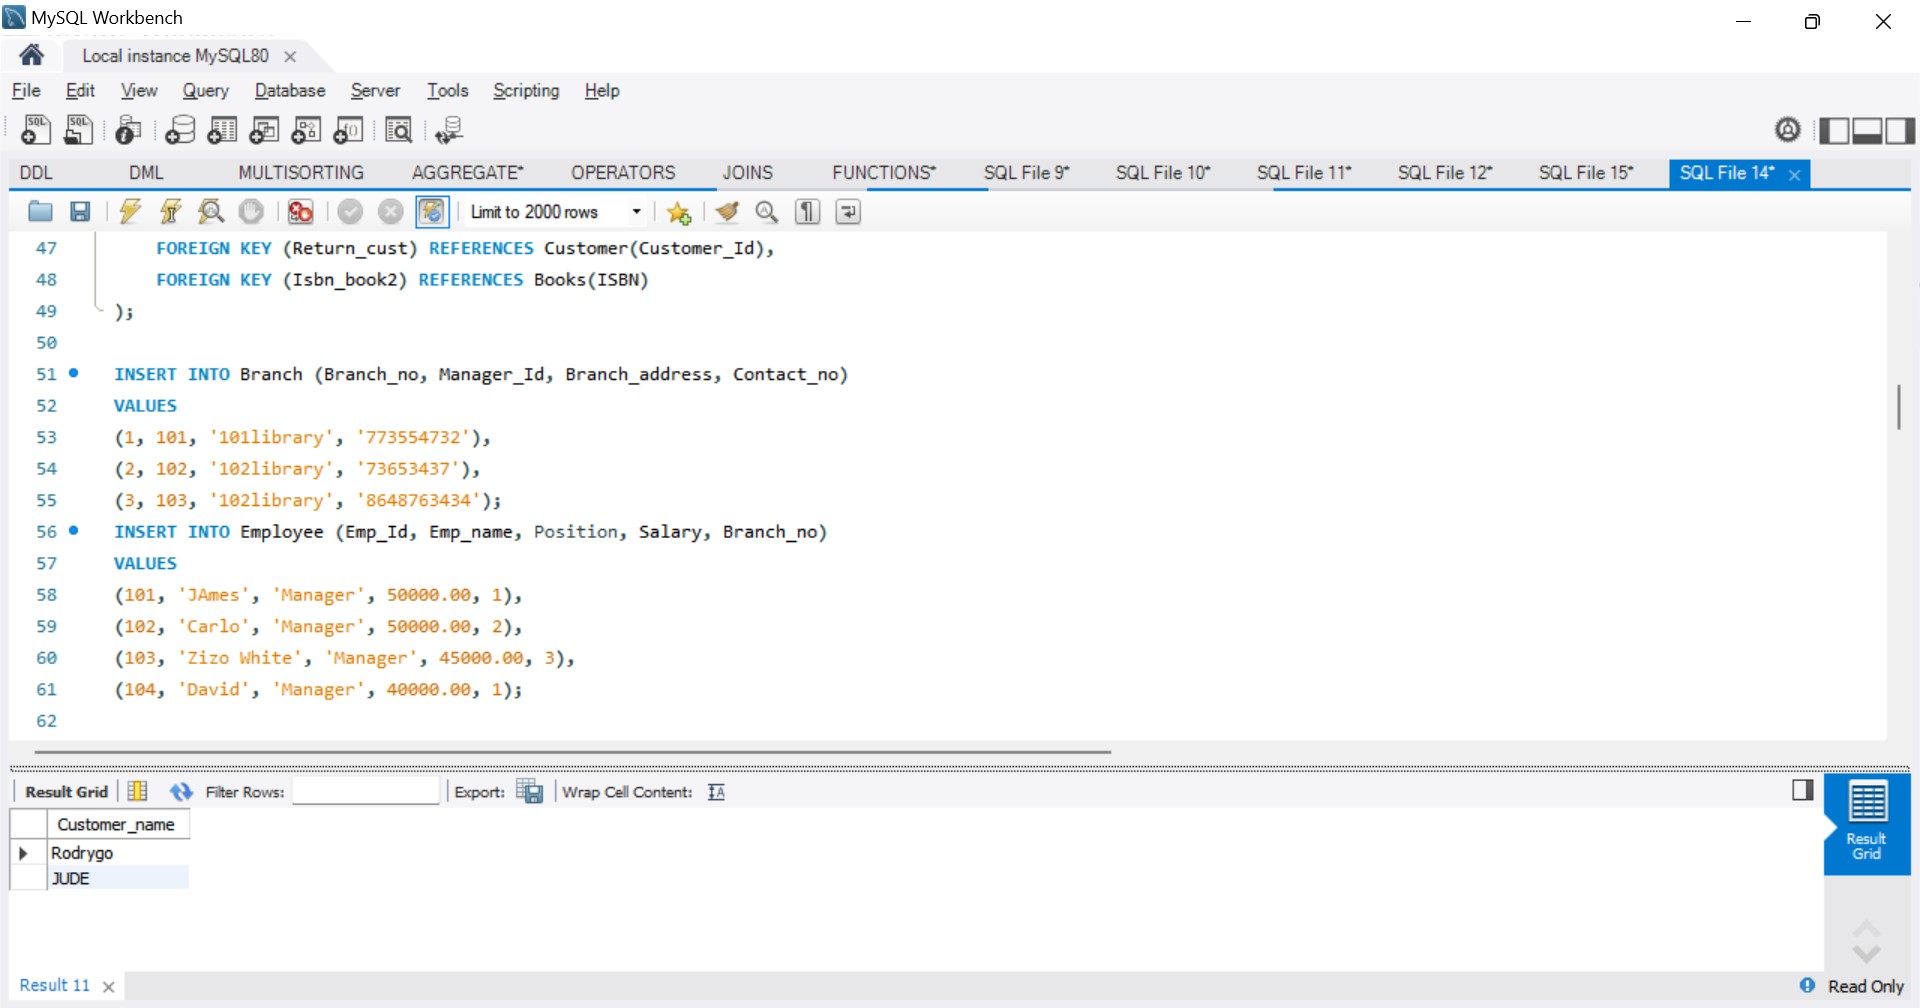 MySQL Workbench
Local instance MySQL80
File Edit View Query Database Server Tools Scripting Help
DDL DML MULTISORTING AGGREGATE* OPERATORS JOINS FUNCTIONS* SQL File 9* SQL File 10* SQL File 11* SQL File 12* SQL File 15* SQL File 14*
Limit to 2000 rows
47 FOREIGN KEY (Return_cust) REFERENCES Customer(Customer_Id),
48 FOREIGN KEY (Isbn_book2) REFERENCES Books(ISBN)
49 );
50
51 INSERT INTO Branch (Branch_no, Manager_Id, Branch_address, Contact_no)
52 VALUES
53 (1, 101, '101library', '773554732'),
54 (2, 102, '102library', '73653437'),
55 (3, 103, '102library', '8648763434');
56 INSERT INTO Employee (Emp_Id, Emp_name, Position, Salary, Branch_no)
57 VALUES
58 (101, 'JAmes', 'Manager', 50000.00, 1),
59 (102, 'Carlo', 'Manager', 50000.00, 2),
60 (103, 'Zizo White', 'Manager', 45000.00, 3),
61 (104, 'David', 'Manager', 40000.00, 1);
62
Result Grid Filter Rows: Export: Wrap Cell Content:
Customer_name
Rodrygo
JUDE
Result
Grid
Result 11
Read Only